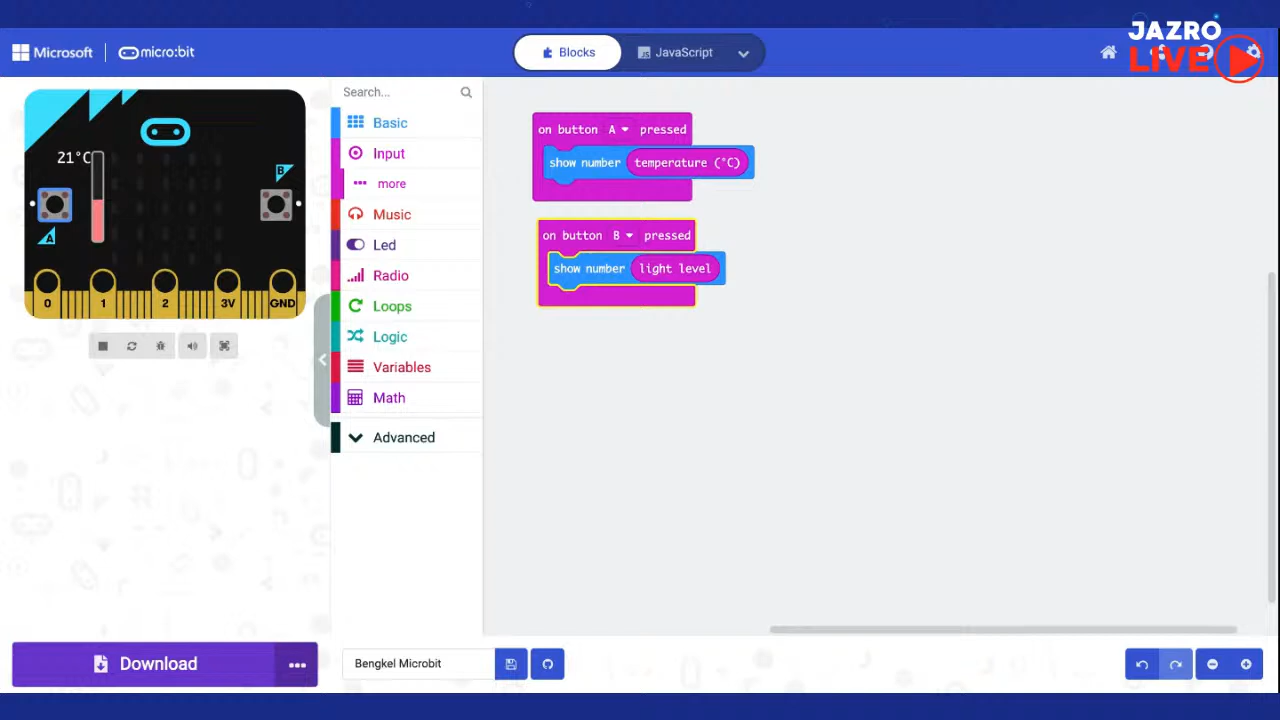 JAZRO
LIVE
Microsoft
micro:bit
Blocks
JavaScript
21°C
B
A
0
1
2
3V
GND
Search...
Basic
Input
more
Music
Led
Radio
Loops
Logic
Variables
Math
Advanced
on button A pressed
show number temperature (°C)
on button B pressed
show number light level
Download
Bengkel Microbit